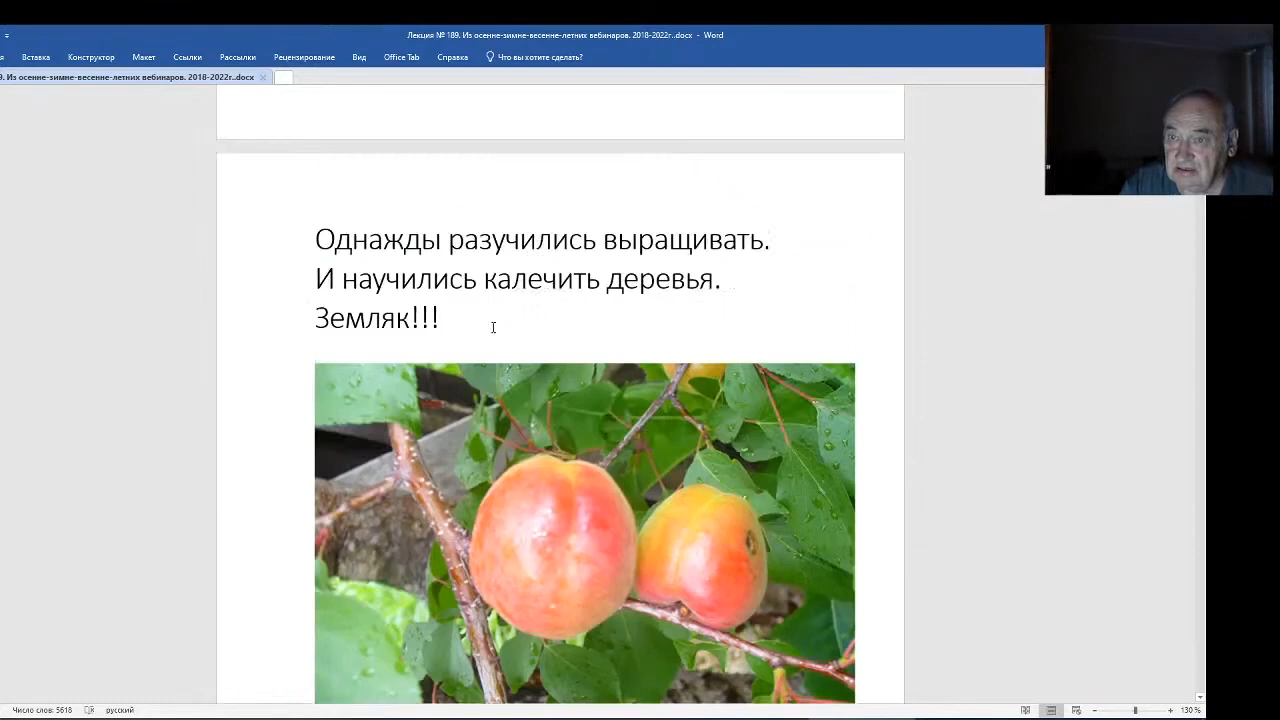 Лекция № 189. Из осенне-зимне-весенне-летних вебинаров. 2018-2022г..docx - Word
Вставка Конструктор Макет Ссылки Рассылки Рецензирование Вид Office Tab Справка Что вы хотите сделать?
9. Из осенне-зимне-весенне-летних вебинаров. 2018-2022г..docx
Однажды разучились выращивать.
И научились калечить деревья.
Земляк!!!
Число слов: 5618 русский 130 %